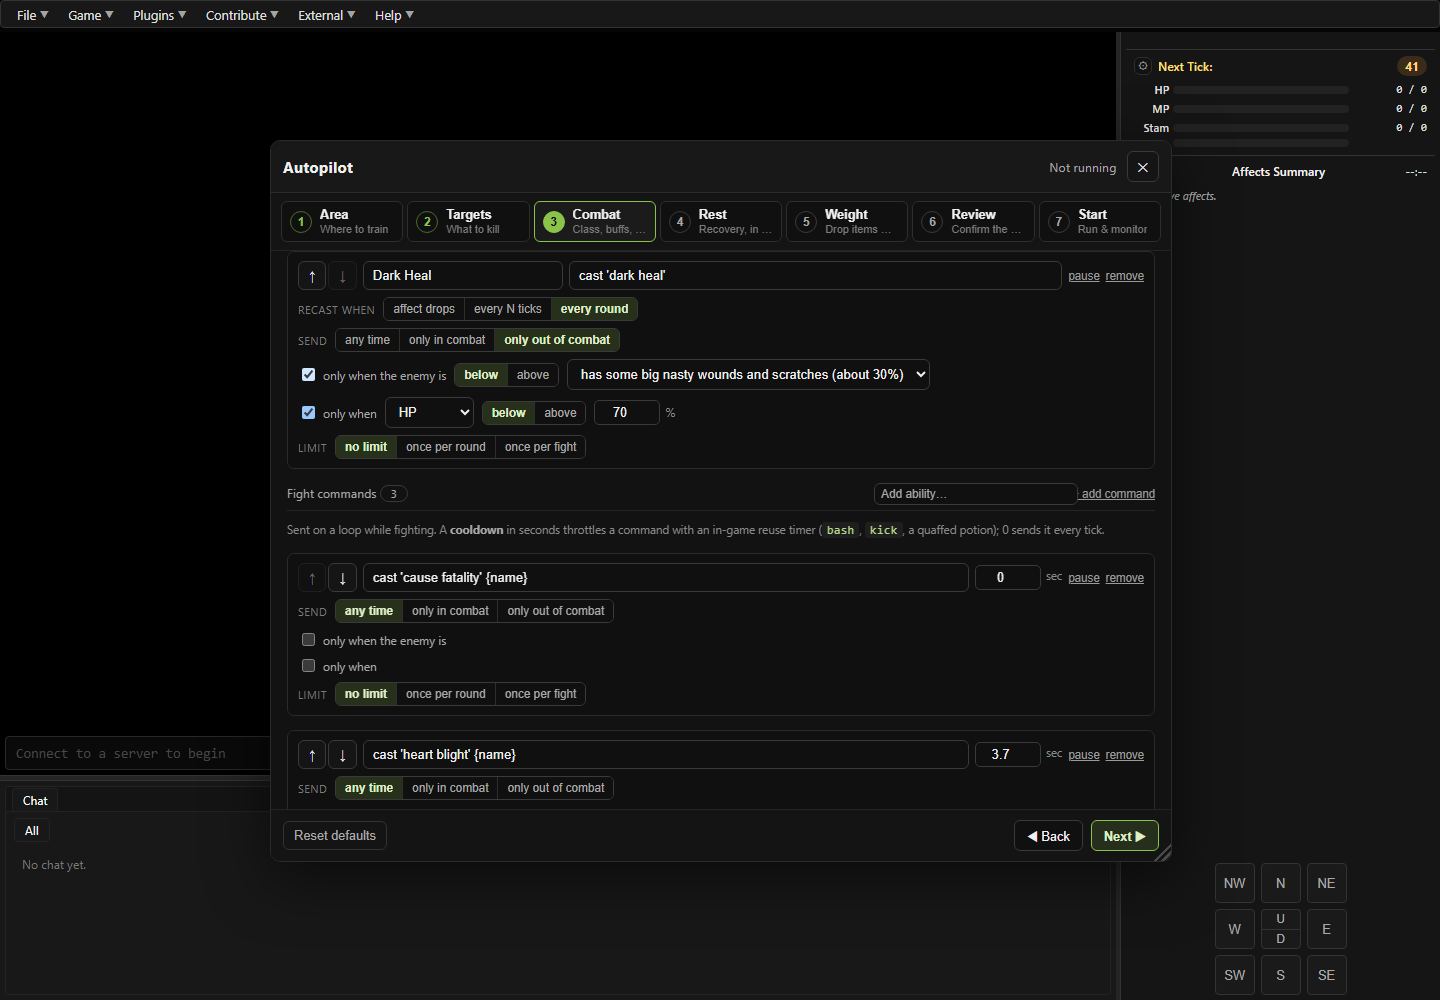 File ▼ Game ▼ Plugins ▼ Contribute ▼ External ▼ Help ▼
Next Tick: 41
HP 0 / 0
MP 0 / 0
Stam 0 / 0
Affects Summary --:--
ve affects.
Autopilot Not running ×
1 Area Where to train
2 Targets What to kill
3 Combat Class, buffs, ...
4 Rest Recovery, in ...
5 Weight Drop items ...
6 Review Confirm the ...
7 Start Run & monitor
↑ ↓ Dark Heal cast 'dark heal' pause remove
RECAST WHEN affect drops every N ticks every round
SEND any time only in combat only out of combat
only when the enemy is below above has some big nasty wounds and scratches (about 30%)
only when HP below above 70 %
LIMIT no limit once per round once per fight
Fight commands 3 Add ability... add command
Sent on a loop while fighting. A cooldown in seconds throttles a command with an in-game reuse timer ( bash , kick , a quaffed potion); 0 sends it every tick.
↑ ↓ cast 'cause fatality' {name} 0 sec pause remove
SEND any time only in combat only out of combat
only when the enemy is
only when
LIMIT no limit once per round once per fight
↑ ↓ cast 'heart blight' {name} 3.7 sec pause remove
SEND any time only in combat only out of combat
Reset defaults ◀ Back Next ▶
Connect to a server to begin
Chat
All
No chat yet.
NW N NE
W U D E
SW S SE